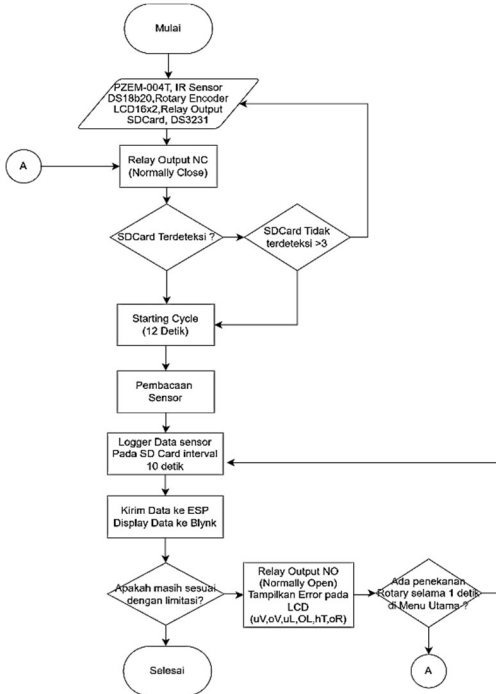 Mulai
PZEM-004T, IR Sensor
DS18b20,Rotary Encoder
LCD16x2,Relay Output
SDCard, DS3231
A
Relay Output NC
(Normally Close)
SDCard Terdeteksi ?
SDCard Tidak
terdeteksi >3
Starting Cycle
(12 Detik)
Pembacaan
Sensor
Logger Data sensor
Pada SD Card interval
10 detik
Kirim Data ke ESP
Display Data ke Blynk
Apakah masih sesuai
dengan limitasi?
Relay Output NO
(Normally Open)
Tampilkan Error pada
LCD
(uV,oV,uL,OL,hT,oR)
Ada penekanan
Rotary selama 1 detik
di Menu Utama ?
Selesai
A